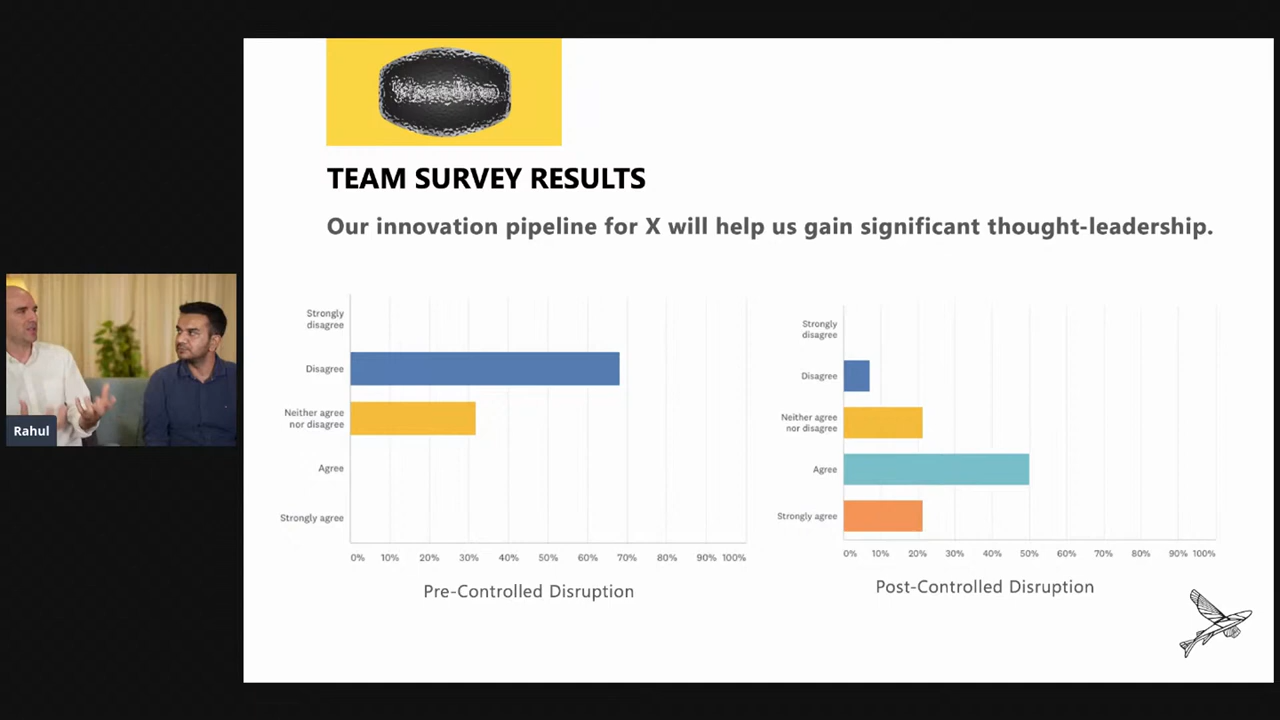 TEAM SURVEY RESULTS
Our innovation pipeline for X will help us gain significant thought-leadership.
Strongly
disagree
Disagree
Neither agree
nor disagree
Agree
Strongly agree
0% 10% 20% 30% 40% 50% 60% 70% 80% 90% 100%
Pre-Controlled Disruption
Strongly
disagree
Disagree
Neither agree
nor disagree
Agree
Strongly agree
0% 10% 20% 30% 40% 50% 60% 70% 80% 90% 100%
Post-Controlled Disruption
Rahul